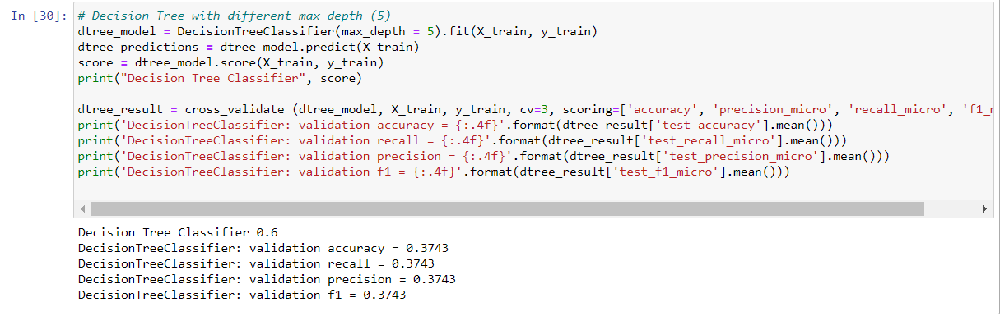 In [30]: # Decision Tree with different max depth (5)
dtree_model = DecisionTreeClassifier(max_depth = 5).fit(X_train, y_train)
dtree_predictions = dtree_model.predict(X_train)
score = dtree_model.score(X_train, y_train)
print("Decision Tree Classifier", score)
dtree_result = cross_validate (dtree_model, X_train, y_train, cv=3, scoring=['accuracy', 'precision_micro', 'recall_micro', 'f1_
print('DecisionTreeClassifier: validation accuracy = {:.4f}'.format(dtree_result['test_accuracy'].mean()))
print('DecisionTreeClassifier: validation recall = {:.4f}'.format(dtree_result['test_recall_micro'].mean()))
print('DecisionTreeClassifier: validation precision = {:.4f}'.format(dtree_result['test_precision_micro'].mean()))
print('DecisionTreeClassifier: validation f1 = {:.4f}'.format(dtree_result['test_f1_micro'].mean()))
Decision Tree Classifier 0.6
DecisionTreeClassifier: validation accuracy = 0.3743
DecisionTreeClassifier: validation recall = 0.3743
DecisionTreeClassifier: validation precision = 0.3743
DecisionTreeClassifier: validation f1 = 0.3743